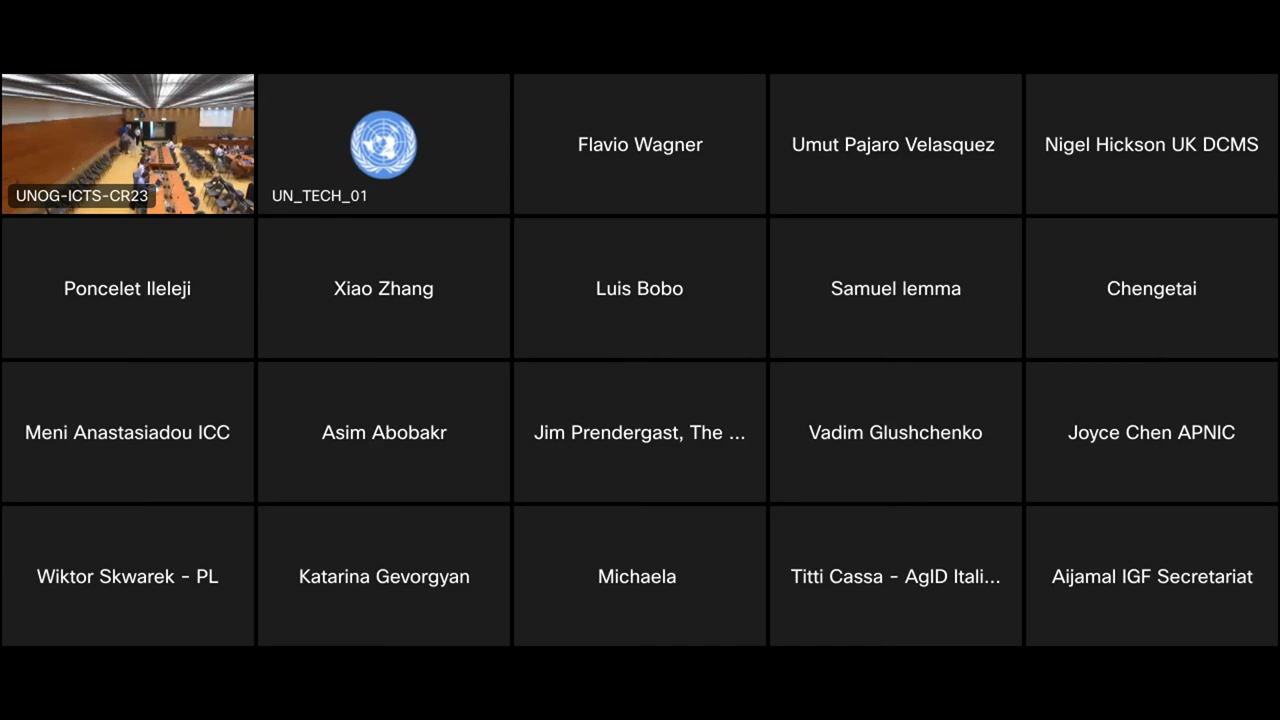 UNOG-ICTS-CR23
UN_TECH_01
Flavio Wagner
Umut Pajaro Velasquez
Nigel Hickson UK DCMS
Poncelet Ileleji
Xiao Zhang
Luis Bobo
Samuel lemma
Chengetai
Meni Anastasiadou ICC
Asim Abobakr
Jim Prendergast, The ...
Vadim Glushchenko
Joyce Chen APNIC
Wiktor Skwarek - PL
Katarina Gevorgyan
Michaela
Titti Cassa - AgID Itali...
Aijamal IGF Secretariat